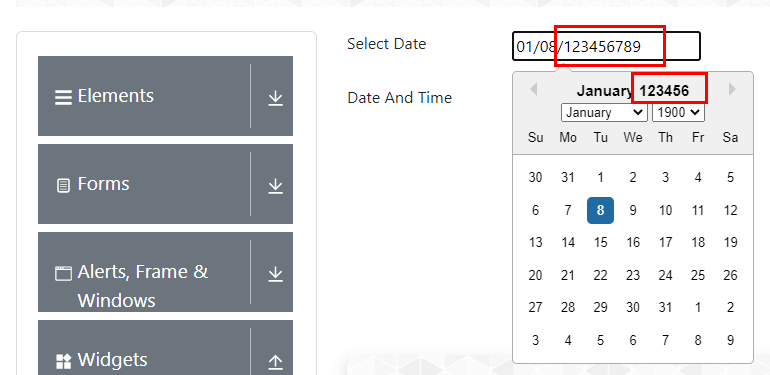 Elements
Forms
Alerts, Frame &
Windows
Widgets
Select Date
01/08/123456789
Date And Time
January 123456
January 1900
Su Mo Tu We Th Fr Sa
30 31 1 2 3 4 5
6 7 8 9 10 11 12
13 14 15 16 17 18 19
20 21 22 23 24 25 26
27 28 29 30 31 1 2
3 4 5 6 7 8 9